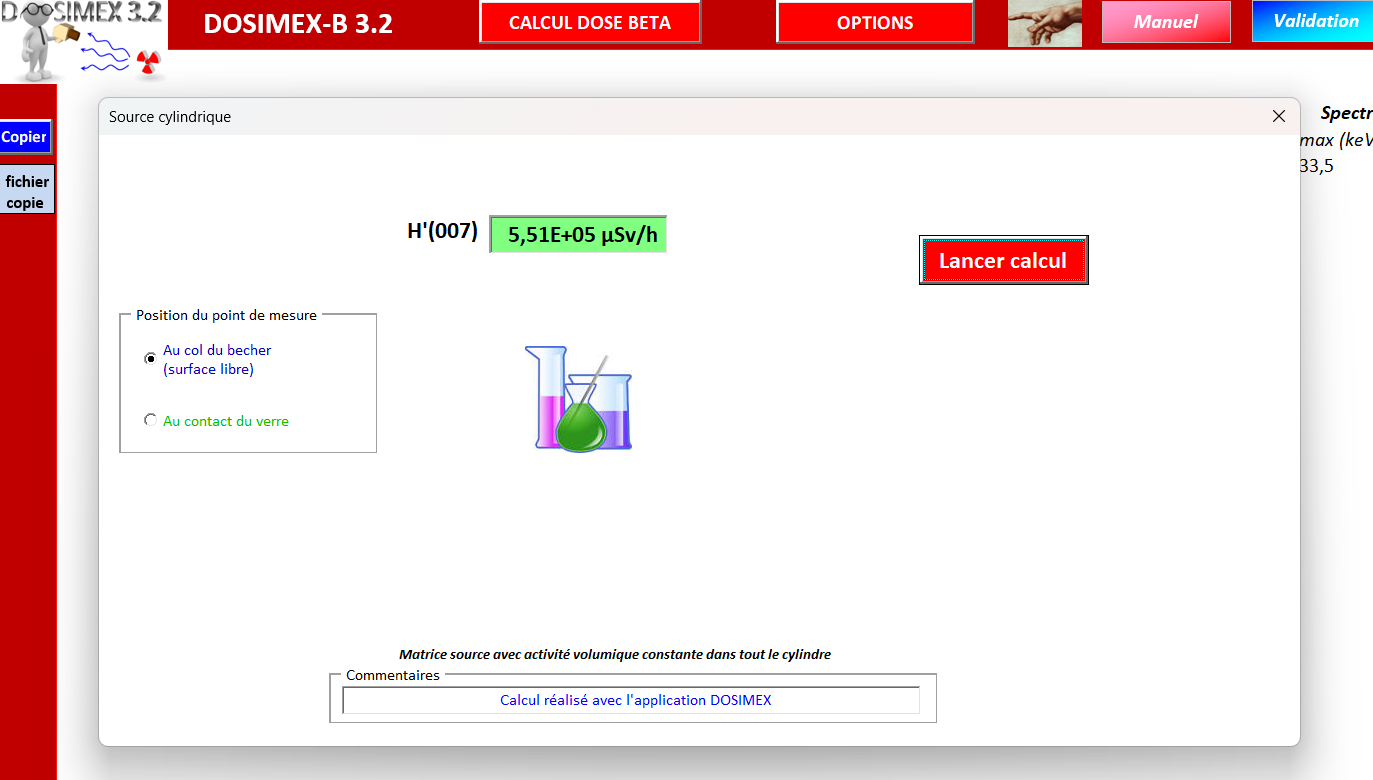 DOSIMEX 3.2
DOSIMEX-B 3.2
CALCUL DOSE BETA
OPTIONS
Manuel
Validation
Copier
fichier
copie
Source cylindrique
Spectr
max (keV
33,5
H'(007)
5,51E+05 µSv/h
Lancer calcul
Position du point de mesure
Au col du becher
(surface libre)
Au contact du verre
Matrice source avec activité volumique constante dans tout le cylindre
Commentaires
Calcul réalisé avec l'application DOSIMEX